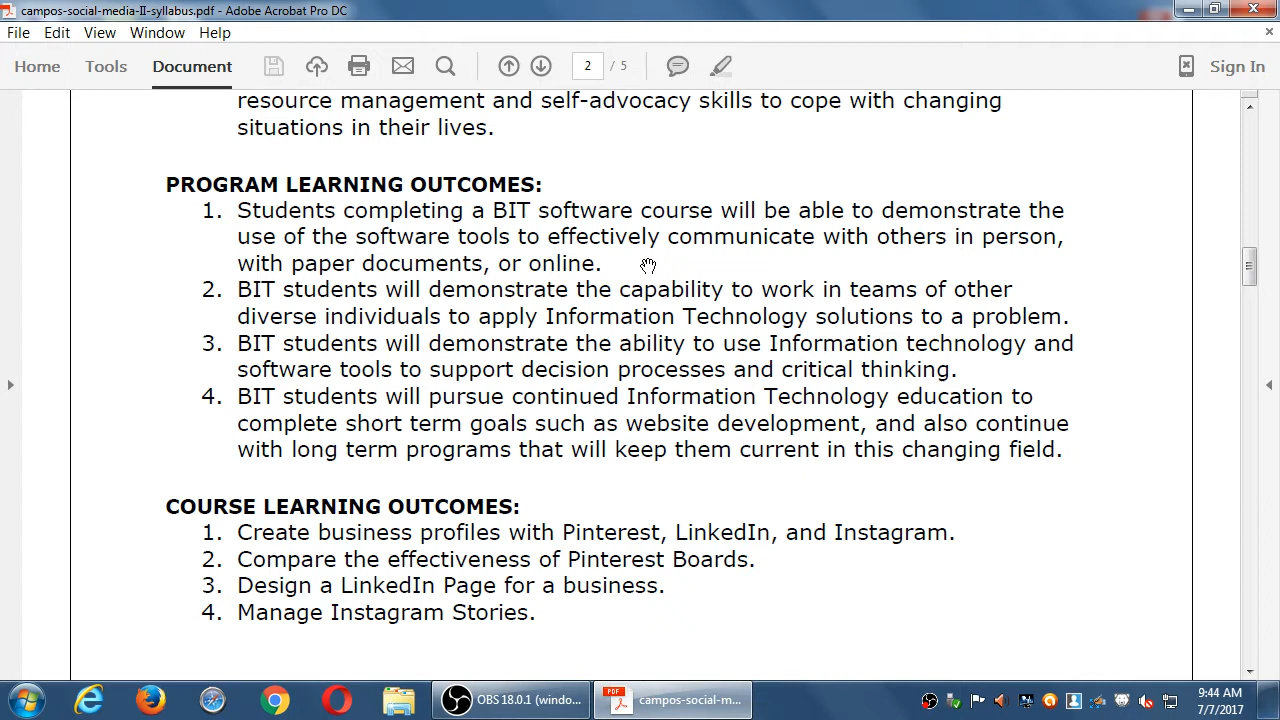 campos-social-media-II-syllabus.pdf - Adobe Acrobat Pro DC
File Edit View Window Help
Home Tools Document 2 / 5 Sign In
resource management and self-advocacy skills to cope with changing
situations in their lives.
PROGRAM LEARNING OUTCOMES:
1. Students completing a BIT software course will be able to demonstrate the
use of the software tools to effectively communicate with others in person,
with paper documents, or online.
2. BIT students will demonstrate the capability to work in teams of other
diverse individuals to apply Information Technology solutions to a problem.
3. BIT students will demonstrate the ability to use Information technology and
software tools to support decision processes and critical thinking.
4. BIT students will pursue continued Information Technology education to
complete short term goals such as website development, and also continue
with long term programs that will keep them current in this changing field.
COURSE LEARNING OUTCOMES:
1. Create business profiles with Pinterest, LinkedIn, and Instagram.
2. Compare the effectiveness of Pinterest Boards.
3. Design a LinkedIn Page for a business.
4. Manage Instagram Stories.
OBS 18.0.1 (windo... PDF campos-social-m... 9:44 AM
7/7/2017